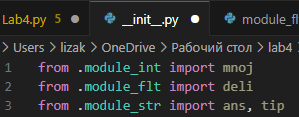 Lab4.py 5 __init__.py module_fl
> Users > lizak > OneDrive > Рабочий стол > lab4
1 from .module_int import mnoj
2 from .module_flt import deli
3 from .module_str import ans, tip